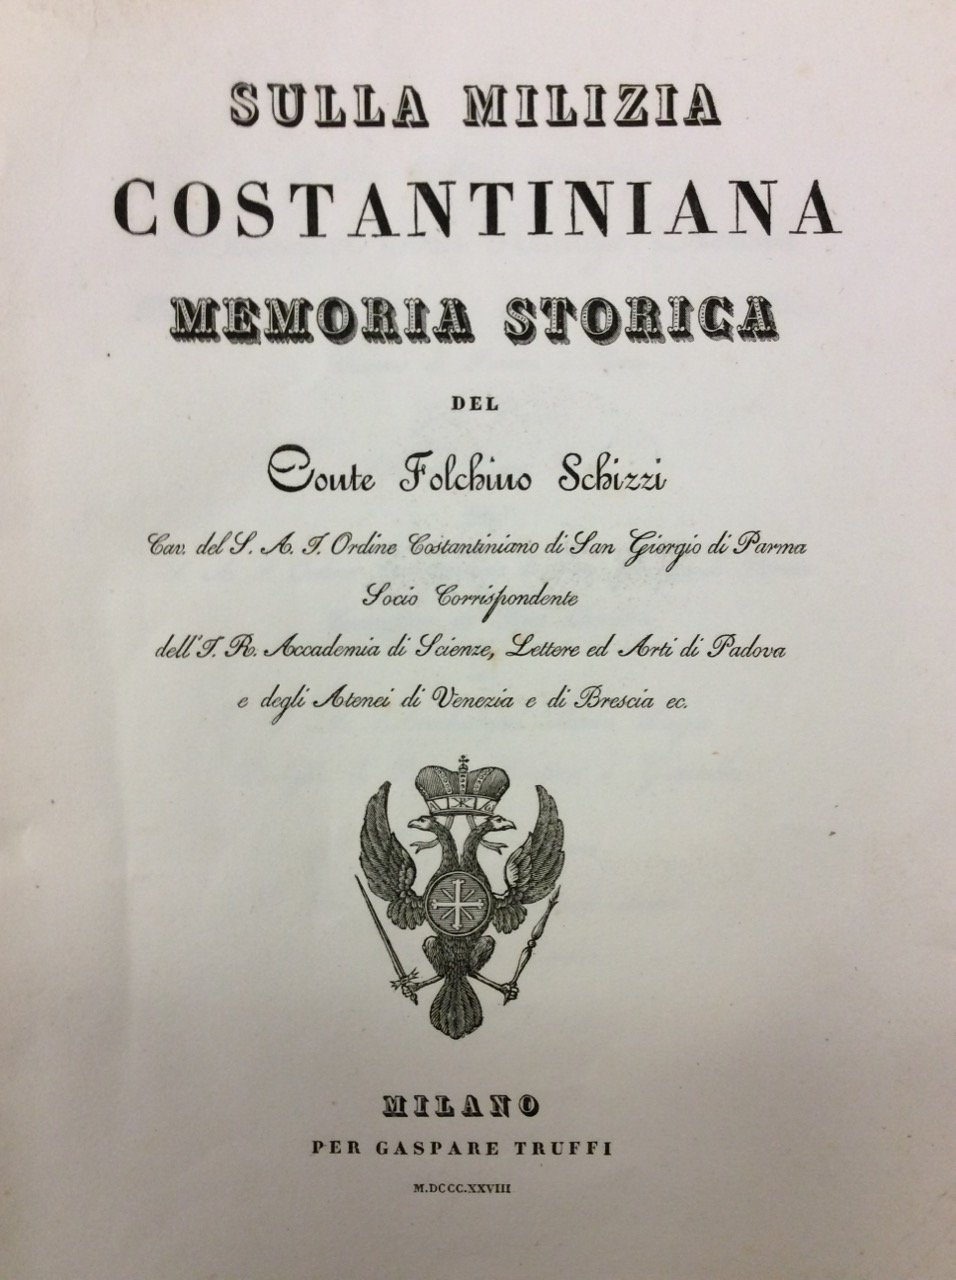 SULLA MILIZIA
COSTANTINIANA
MEMORIA STORICA
DEL
Conte Folchino Schizzi
Cav. del S. A. I. Ordine Costantiniano di San Giorgio di Parma
Socio Corrispondente
dell'I. R. Accademia di Scienze, Lettere ed Arti di Padova
e degli Atenei di Venezia e di Brescia ec.
MILANO
PER GASPARE TRUFFI
M.DCCC.XXVIII